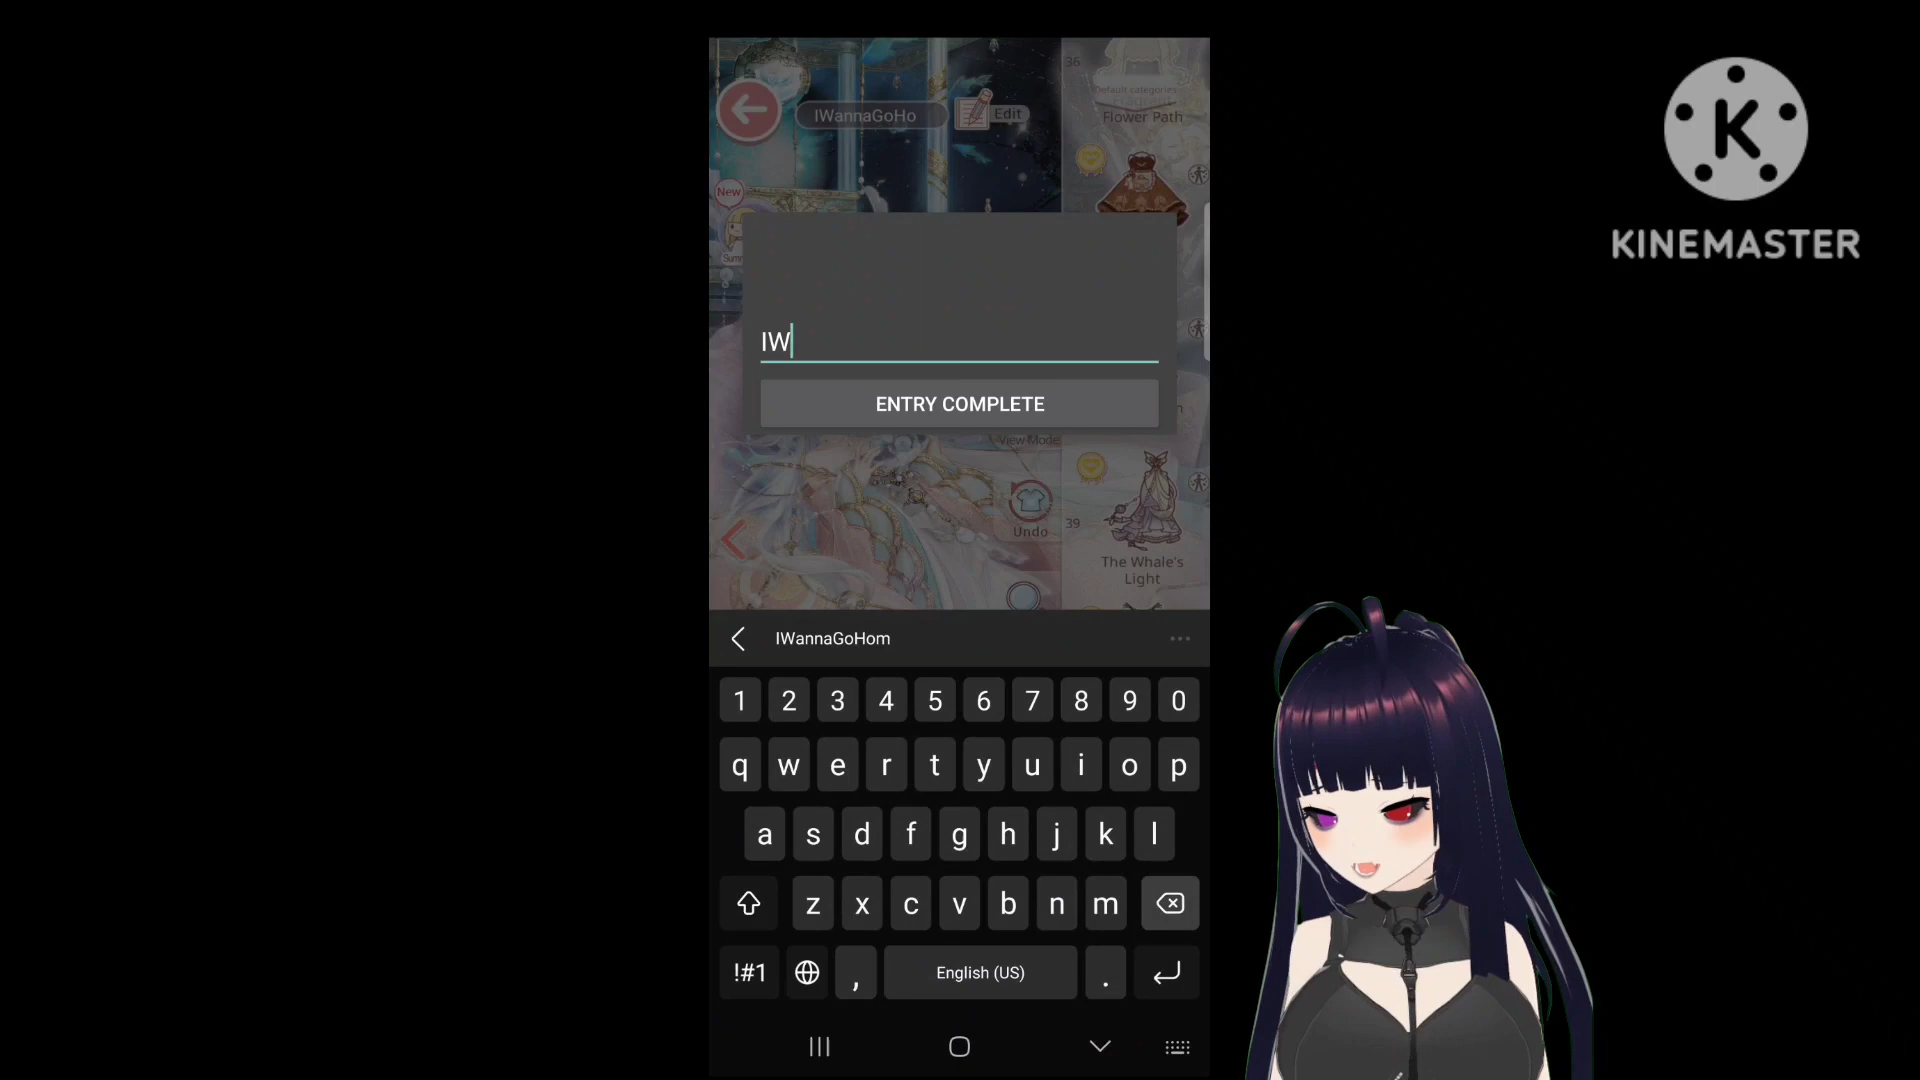 36
Default categories
Flower Path
IWannaGoHo
Edit
New
IW
ENTRY COMPLETE
View Mode
Undo
39
The Whale's
Light
IWannaGoHom
1 2 3 4 5 6 7 8 9 0
q w e r t y u i o p
a s d f g h j k l
z x c v b n m
!#1 , English (US) .
K
KINEMASTER